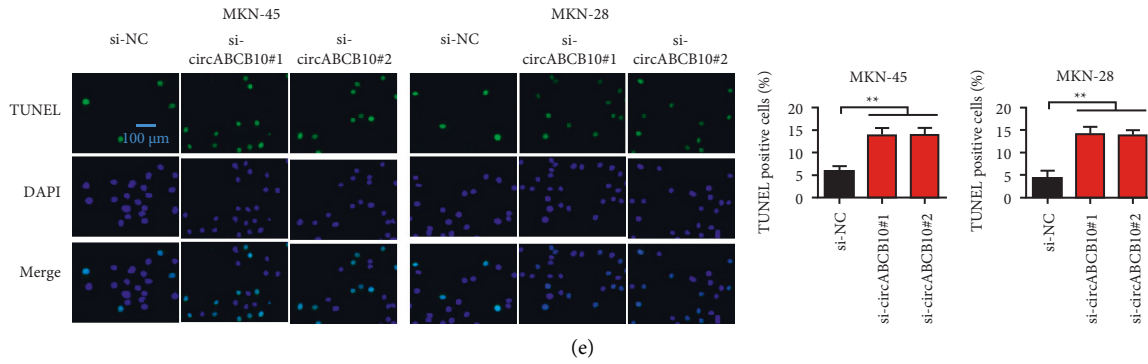 MKN-45
MKN-28
si-NC
si-
circABCB10#1
si-
circABCB10#2
si-NC
si-
circABCB10#1
si-
circABCB10#2
TUNEL
100 µm
DAPI
Merge
TUNEL positive cells (%)
MKN-45
**
20
15
10
5
0
si-NC
si-circABCB10#1
si-circABCB10#2
TUNEL positive cells (%)
MKN-28
**
20
15
10
5
0
si-NC
si-circABCB10#1
si-circABCB10#2
(e)